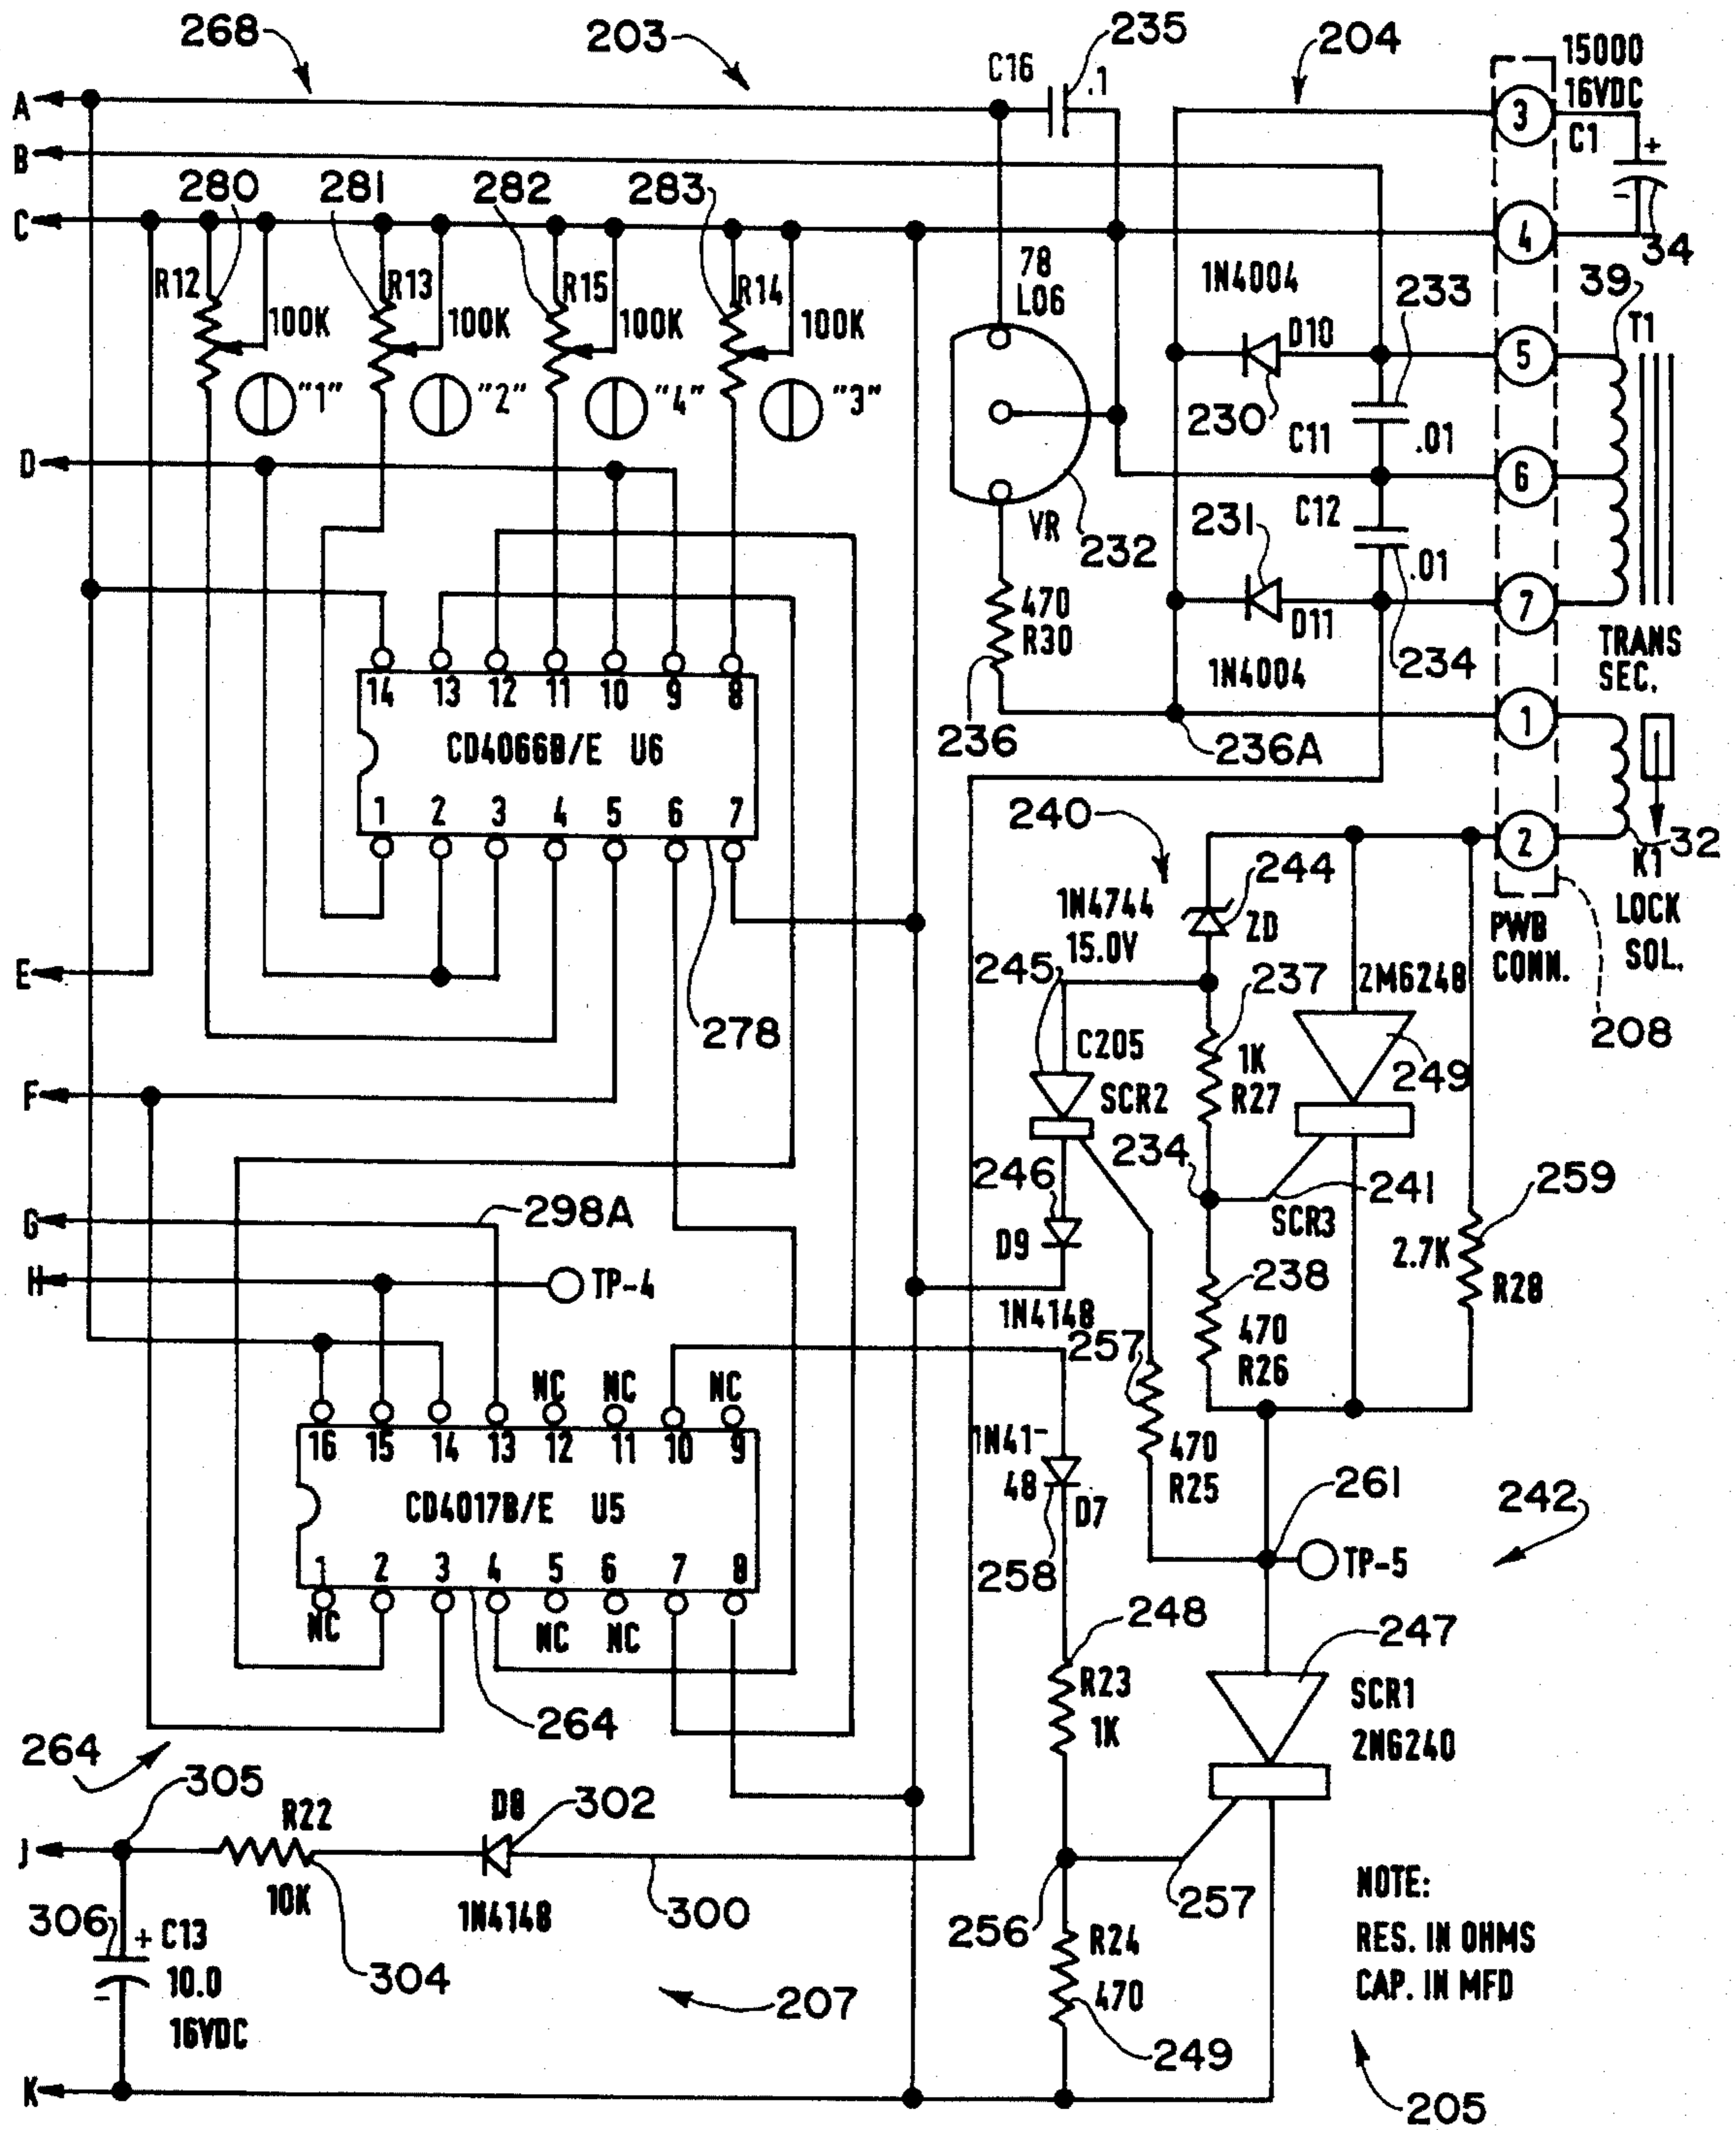 268
203
235
204
15000
16VDC
C16
.1
3
C1
+
-
A
B
C
280
281
282
283
4
34
R12
R13
R15
R14
100K
100K
100K
100K
78
L06
1N4004
39
T1
233
D10
5
"1"
"2"
"4"
"3"
230
C11
.01
D
6
C12
231
VR
232
.01
7
470
R30
D11
234
TRANS
SEC.
1N4004
14
13
12
11
10
9
8
CD4066B/E U6
236
236A
1
1
2
3
4
5
6
7
240
2
32
K1
LOCK
SOL.
244
1N4744
15.0V
ZD
PWB
CONN.
245
237
2M6248
E
278
208
C205
1K
R27
249
SCR2
F
234
246
241
259
298A
G
SCR3
D9
2.7K
H
TP-4
238
R28
1N4148
470
R26
257
NC
NC
NC
16
15
14
13
12
11
10
9
1N41-
48
470
R25
261
242
CD4017B/E U5
D7
1
2
3
4
5
6
7
8
258
TP-5
NC
NC
NC
248
247
R23
1K
SCR1
2N6240
264
264
305
R22
D8
302
J
10K
1N4148
300
256
257
NOTE:
RES. IN OHMS
CAP. IN MFD
306
+
C13
10.0
16VDC
-
304
R24
470
207
249
K
205